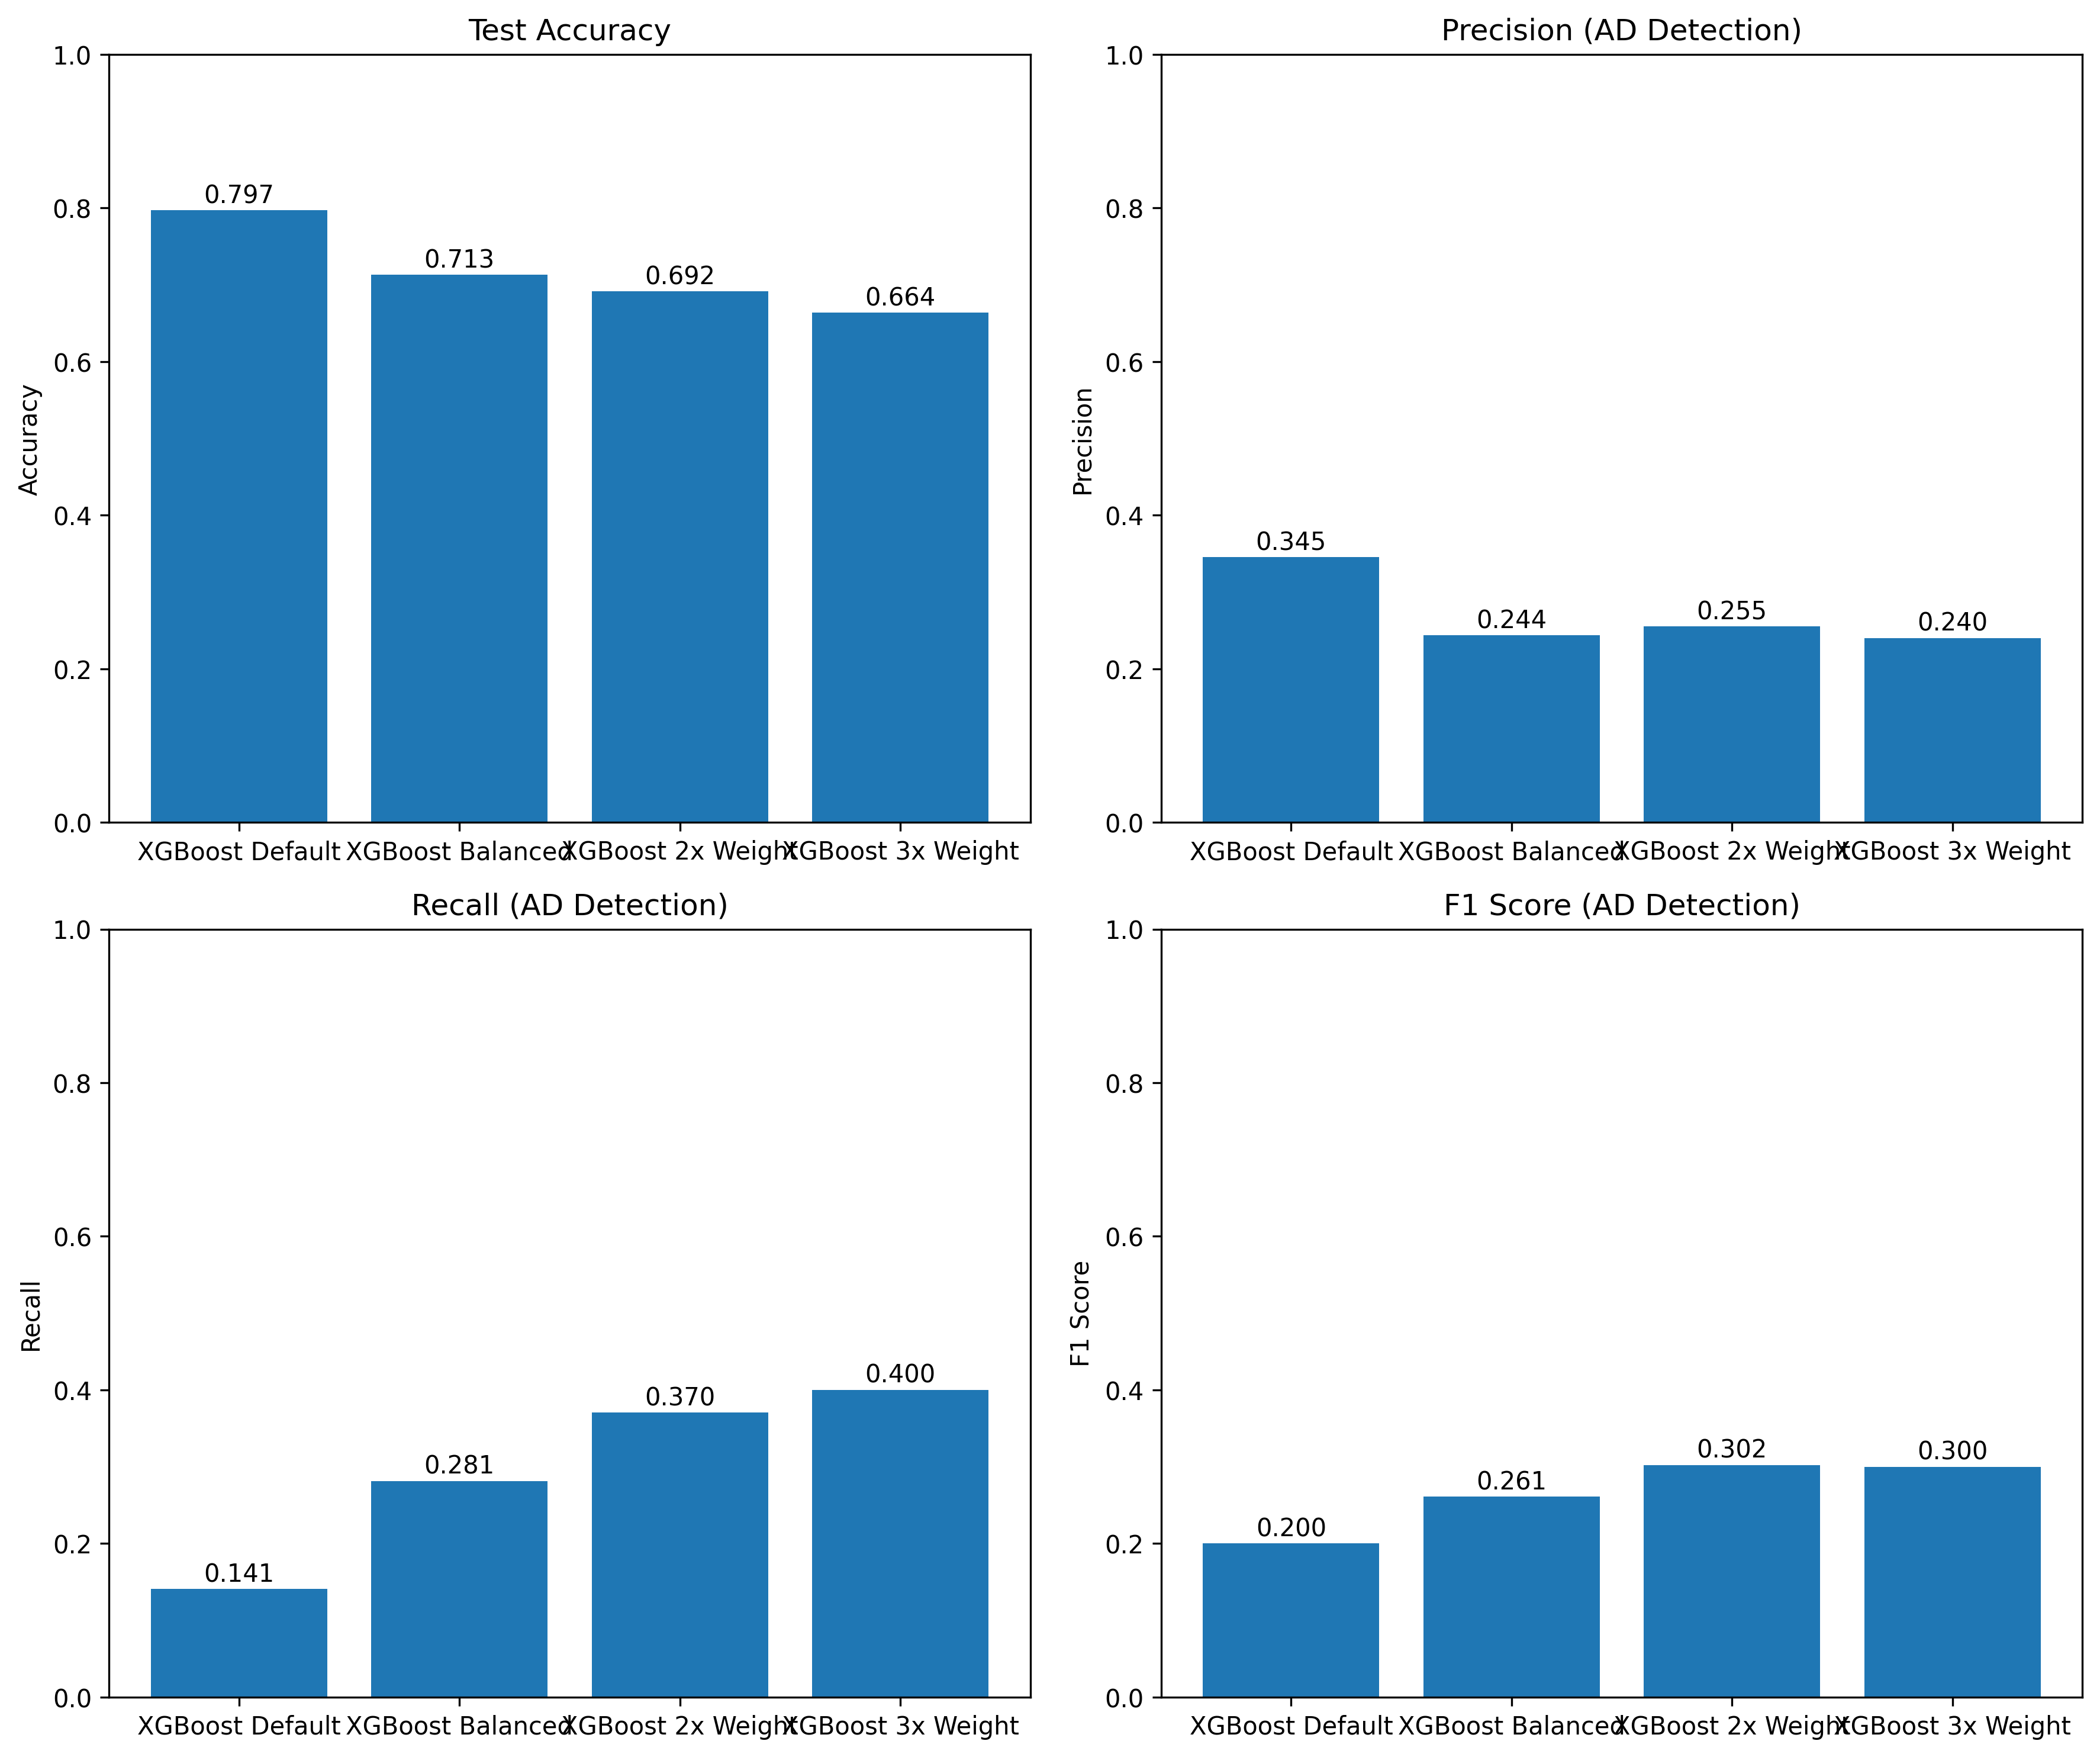 Test Accuracy
1.0
0.8
0.6
0.4
0.2
0.0
Accuracy
0.797
0.713
0.692
0.664
XGBoost Default
XGBoost Balanced
XGBoost 2x Weight
XGBoost 3x Weight
Precision (AD Detection)
1.0
0.8
0.6
0.4
0.2
0.0
Precision
0.345
0.244
0.255
0.240
XGBoost Default
XGBoost Balanced
XGBoost 2x Weight
XGBoost 3x Weight
Recall (AD Detection)
1.0
0.8
0.6
0.4
0.2
0.0
Recall
0.141
0.281
0.370
0.400
XGBoost Default
XGBoost Balanced
XGBoost 2x Weight
XGBoost 3x Weight
F1 Score (AD Detection)
1.0
0.8
0.6
0.4
0.2
0.0
F1 Score
0.200
0.261
0.302
0.300
XGBoost Default
XGBoost Balanced
XGBoost 2x Weight
XGBoost 3x Weight